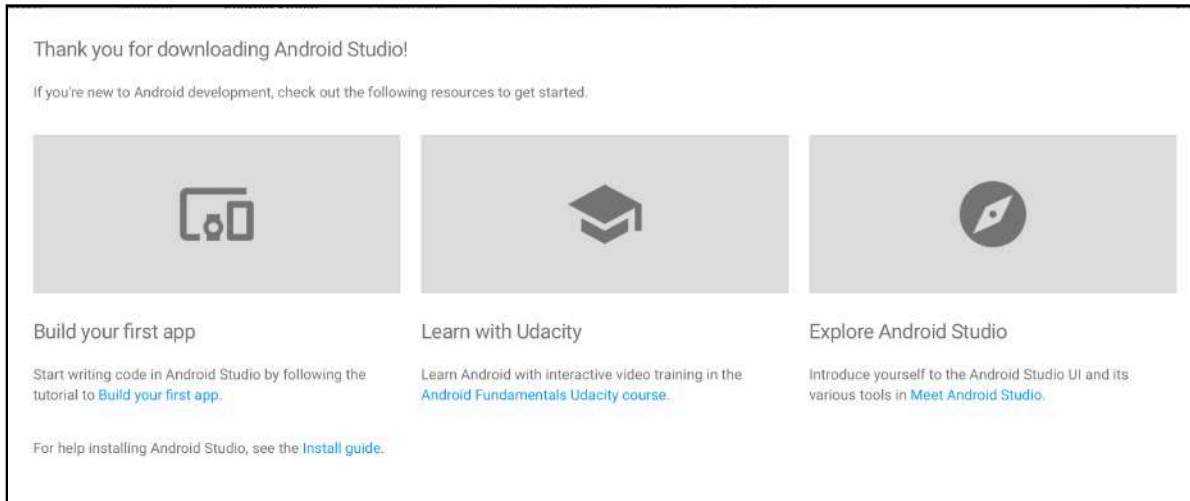 Thank you for downloading Android Studio!
If you're new to Android development, check out the following resources to get started.
Build your first app
Start writing code in Android Studio by following the
tutorial to Build your first app.
Learn with Udacity
Learn Android with interactive video training in the
Android Fundamentals Udacity course.
Explore Android Studio
Introduce yourself to the Android Studio UI and its
various tools in Meet Android Studio.
For help installing Android Studio, see the Install guide.